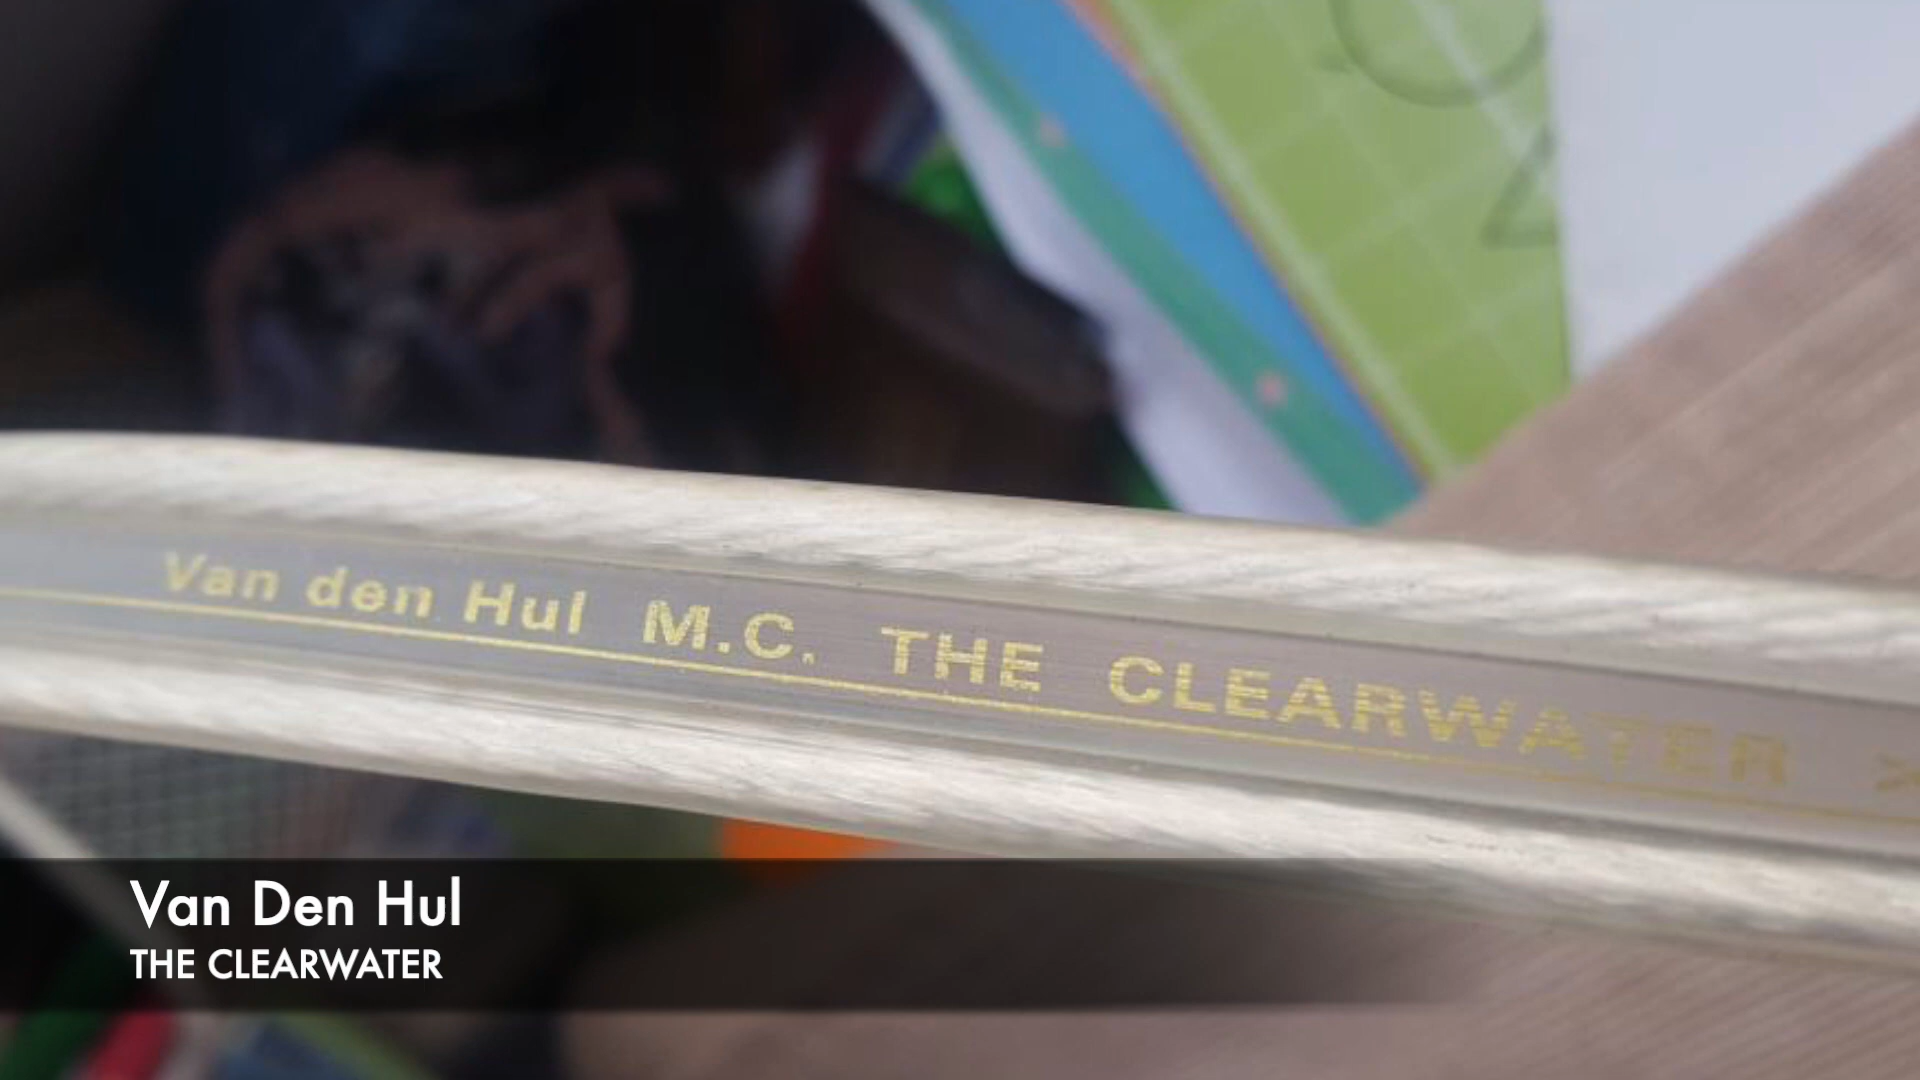 Van den Hul M.C. THE CLEARWATER
Van Den Hul
THE CLEARWATER